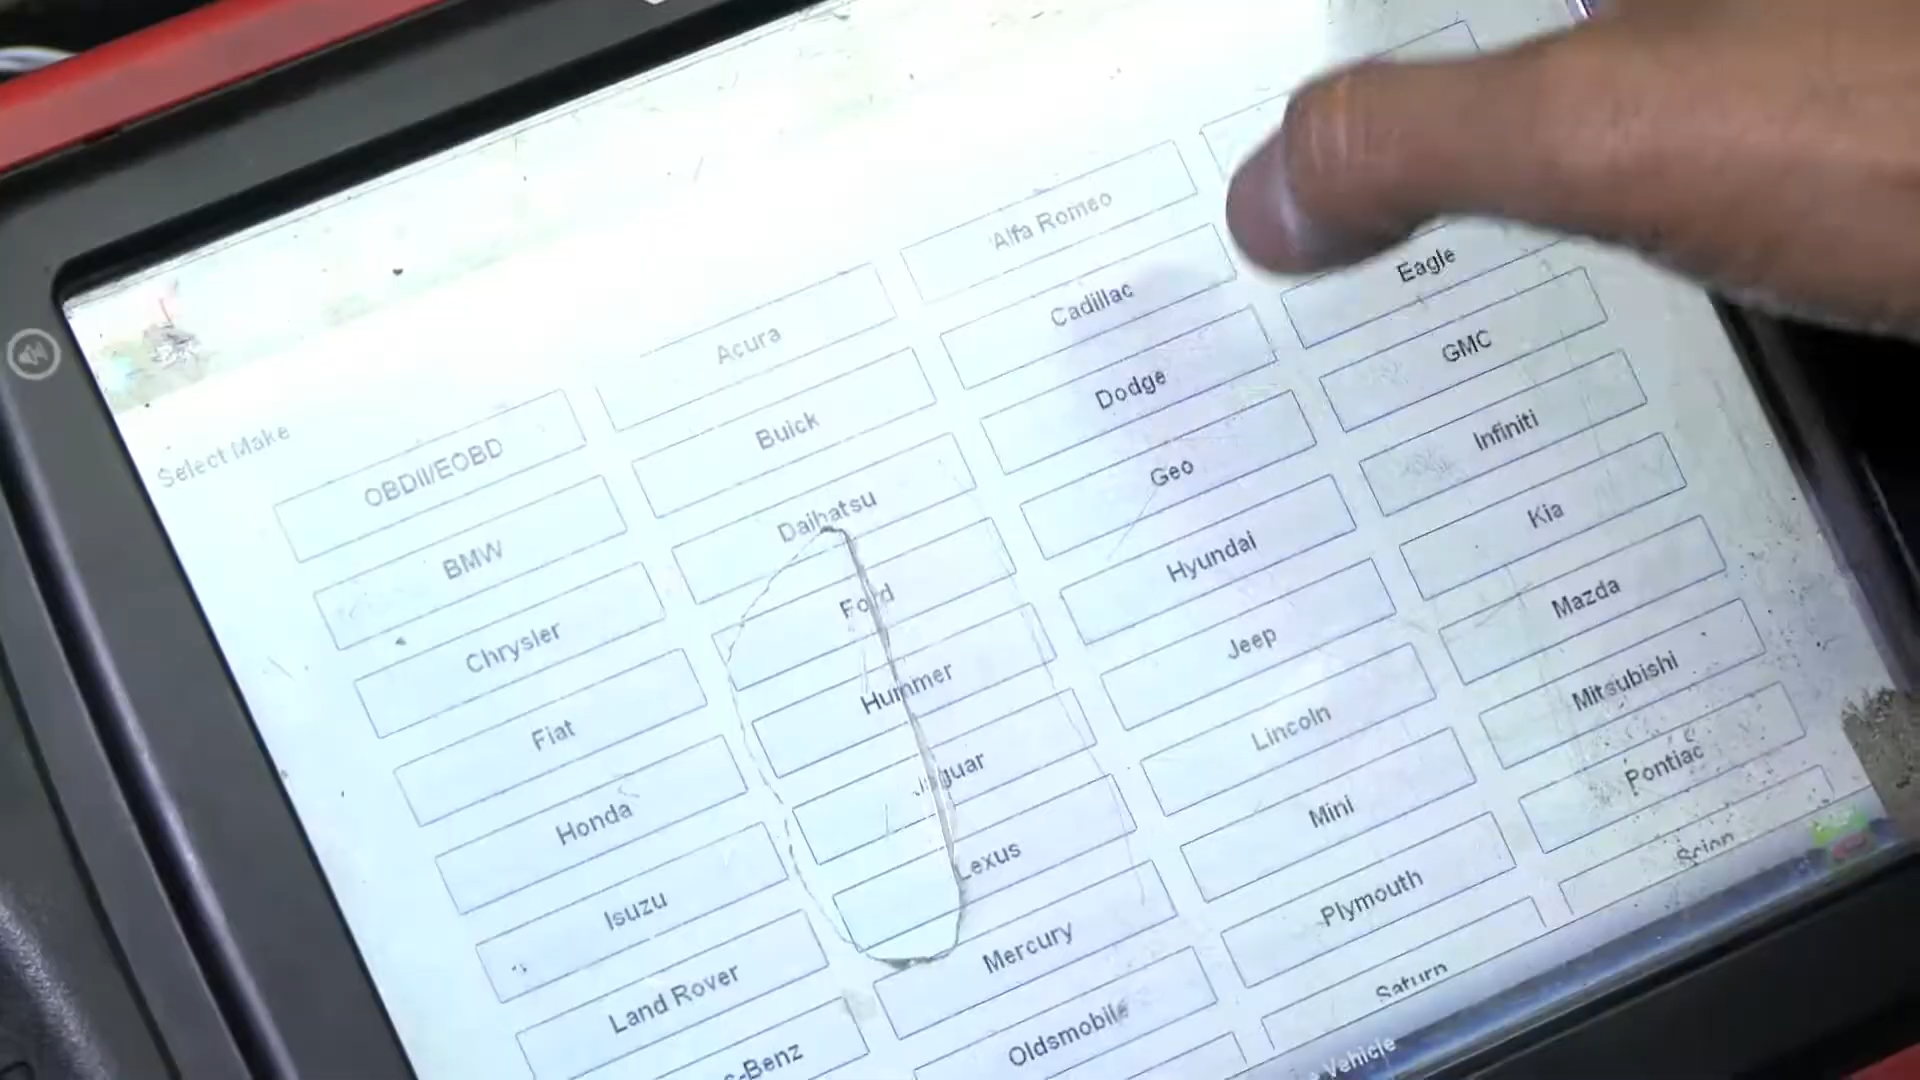 Select Make
OBDII/EOBD Acura Alfa Romeo
BMW Buick Cadillac
Chrysler Daihatsu Dodge Eagle
Fiat Ford Geo GMC
Honda Hummer Hyundai Infiniti
Isuzu Jaguar Jeep Kia
Land Rover Lexus Lincoln Mazda
-Benz Mercury Mini Mitsubishi
Oldsmobile Plymouth Pontiac
Saturn Scion
Vehicle